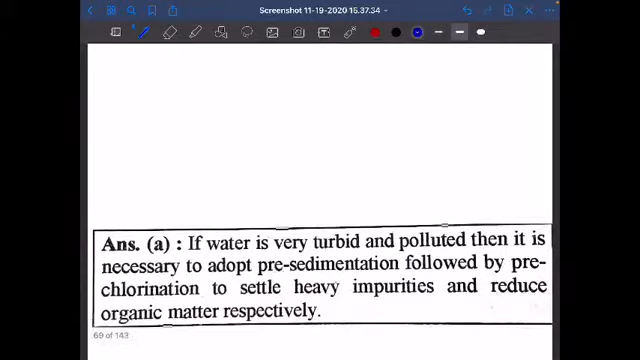 Screenshot 11-19-2020 15.37.34
Ans. (a) : If water is very turbid and polluted then it is
necessary to adopt pre-sedimentation followed by pre-
chlorination to settle heavy impurities and reduce
organic matter respectively.
69 of 143